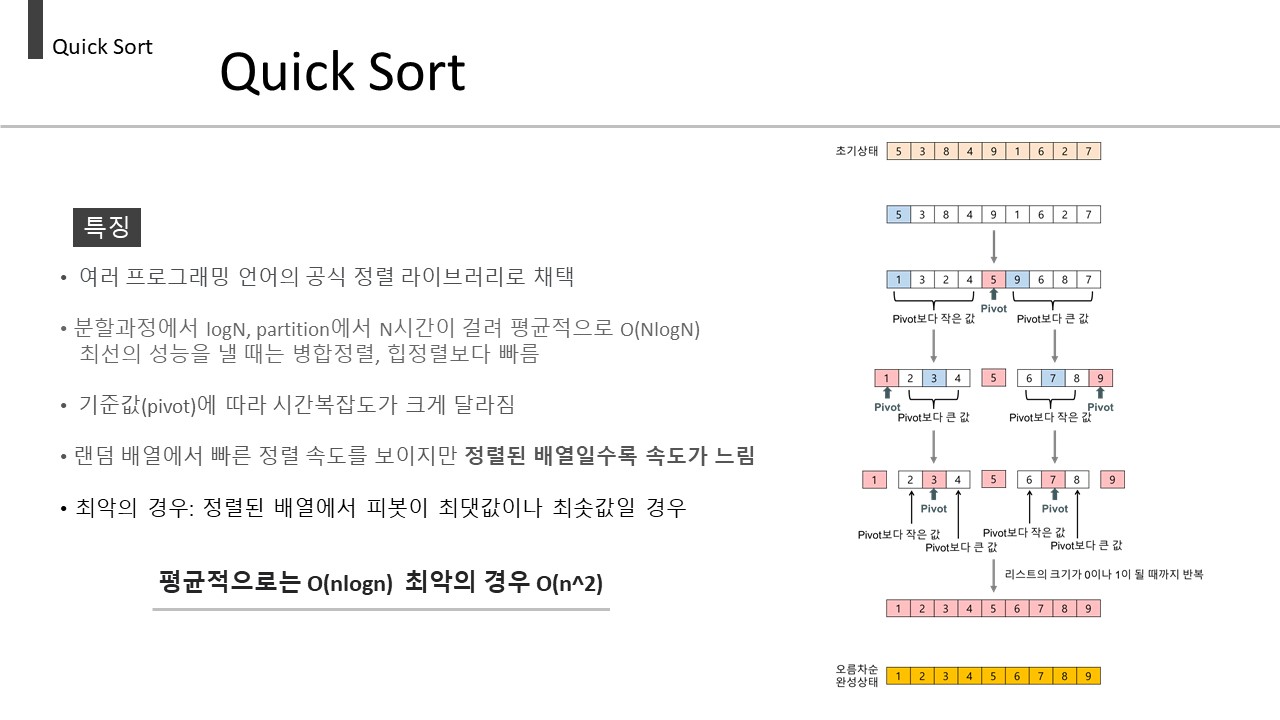 Quick Sort
Quick Sort
특징
• 여러 프로그래밍 언어의 공식 정렬 라이브러리로 채택
• 분할과정에서 logN, partition에서 N시간이 걸려 평균적으로 O(NlogN)
최선의 성능을 낼 때는 병합정렬, 힙정렬보다 빠름
• 기준값(pivot)에 따라 시간복잡도가 크게 달라짐
• 랜덤 배열에서 빠른 정렬 속도를 보이지만 정렬된 배열일수록 속도가 느림
• 최악의 경우: 정렬된 배열에서 피봇이 최댓값이나 최솟값일 경우
평균적으로는 O(nlogn) 최악의 경우 O(n^2)
초기상태 5 3 8 4 9 1 6 2 7
5 3 8 4 9 1 6 2 7
1 3 2 4 5 9 6 8 7
Pivot
Pivot보다 작은 값 Pivot보다 큰 값
1 2 3 4 5 6 7 8 9
Pivot Pivot
Pivot보다 큰 값 Pivot보다 작은 값
1 2 3 4 5 6 7 8 9
Pivot Pivot
Pivot보다 작은 값 Pivot보다 작은 값
Pivot보다 큰 값 Pivot보다 큰 값
리스트의 크기가 0이나 1이 될 때까지 반복
1 2 3 4 5 6 7 8 9
오름차순
완성상태 1 2 3 4 5 6 7 8 9